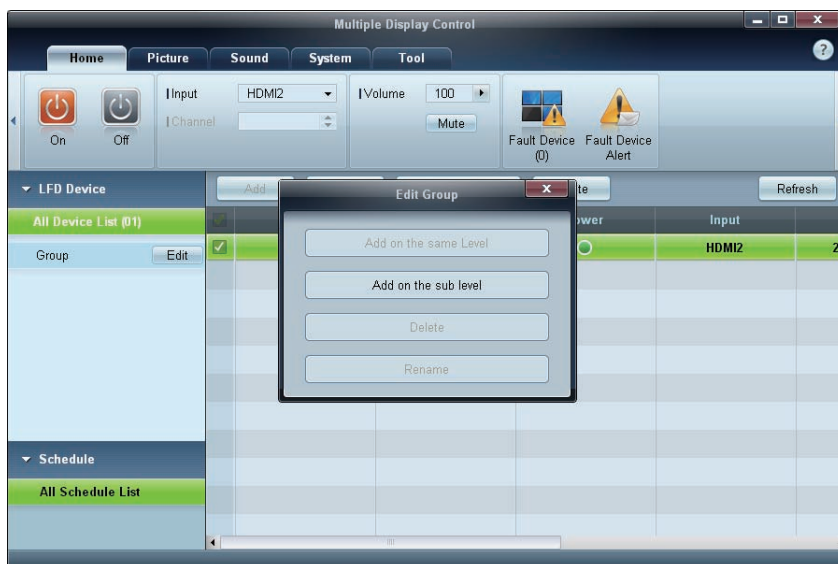 Multiple Display Control
Home Picture Sound System Tool
Input HDMI2
Channel
Volume 100
Mute
On Off
Fault Device (0)
Fault Device Alert
LFD Device
All Device List (01)
Group Edit
Add
Refresh
Input
HDMI2
Edit Group
Add on the same Level
Add on the sub level
Delete
Rename
Schedule
All Schedule List